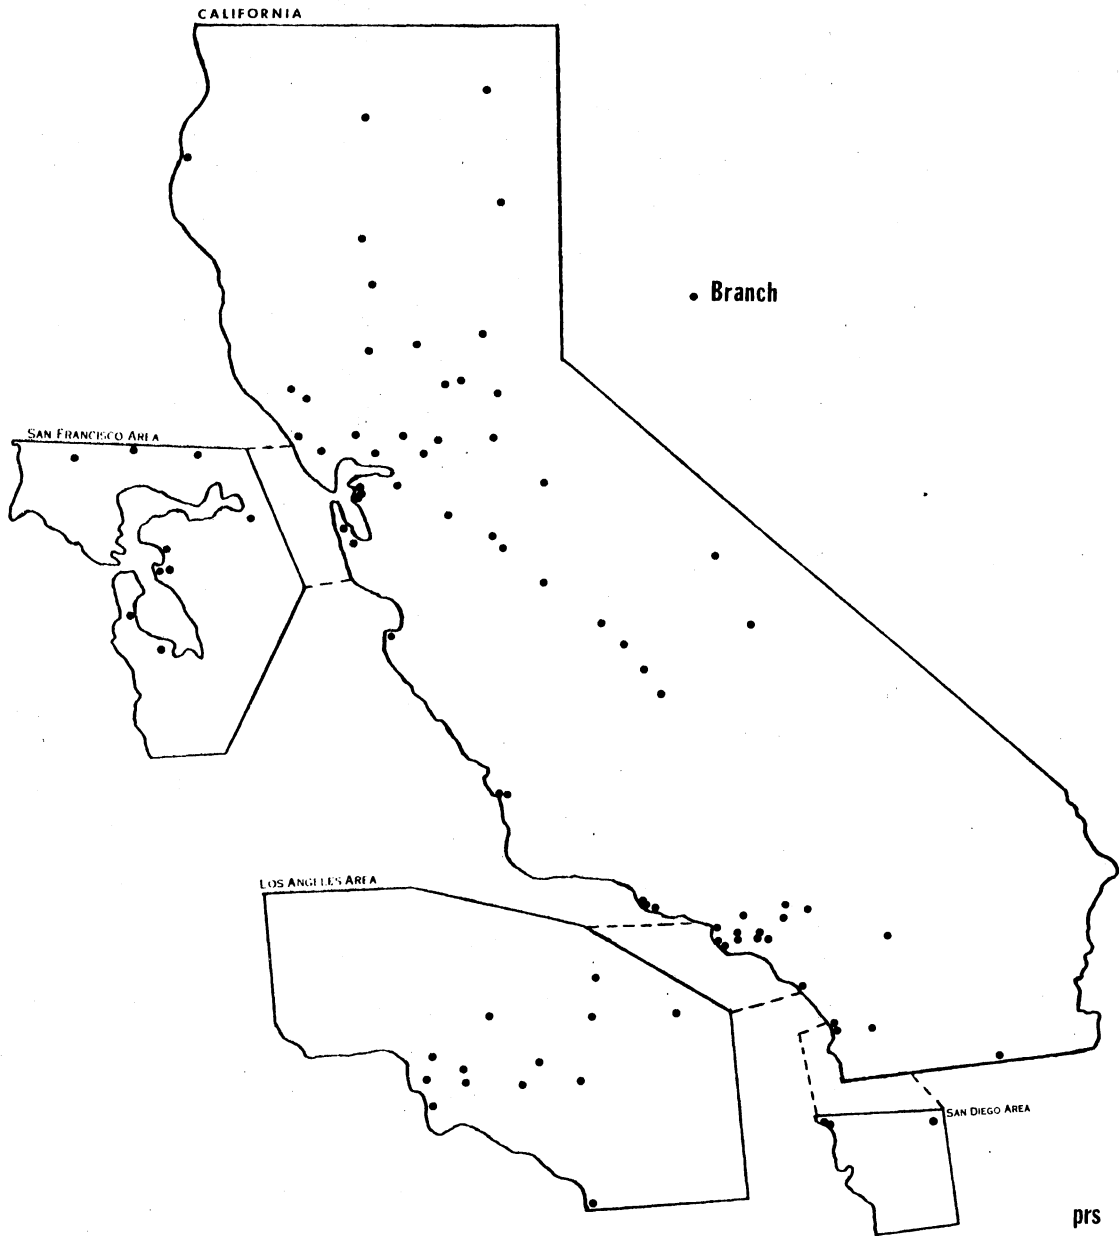 CALIFORNIA
Branch
SAN FRANCISCO AREA
LOS ANGELES AREA
SAN DIEGO AREA
prs